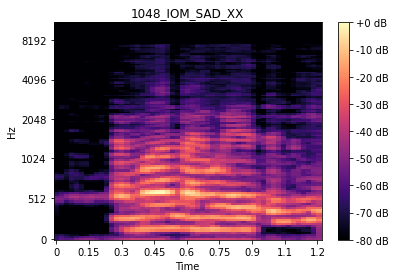 1048_IOM_SAD_XX
+0 dB
8192
-10 dB
4096
-20 dB
-30 dB
2048
Hz
-40 dB
1024
-50 dB
512
-60 dB
-70 dB
0
-80 dB
0 0.15 0.3 0.45 0.6 0.75 0.9 1.1 1.2
Time